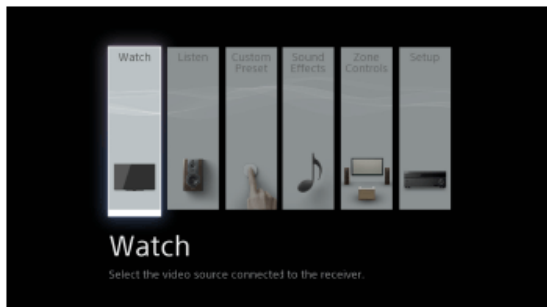 Watch
Listen
Custom
Preset
Sound
Effects
Zone
Controls
Setup
Watch
Select the video source connected to the receiver.